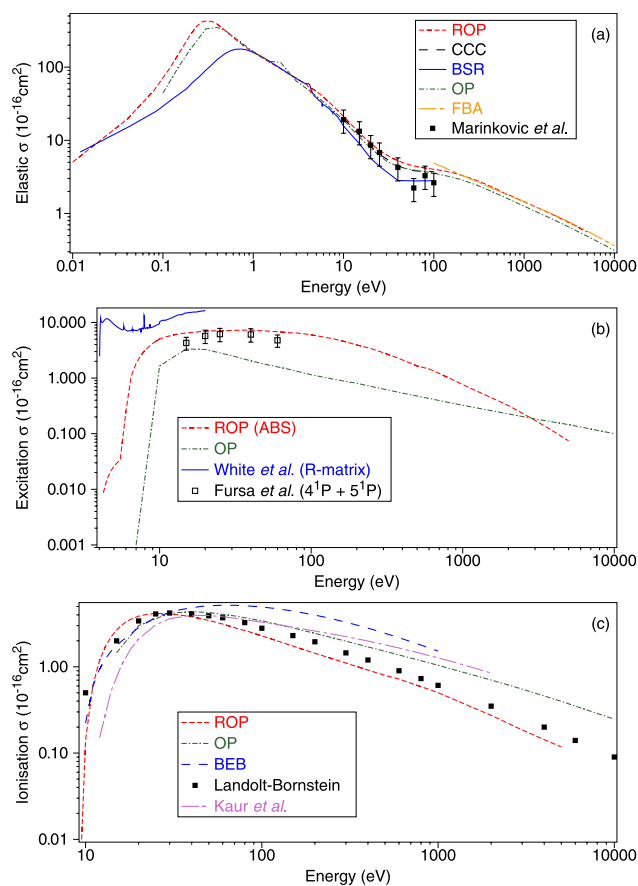 (a)
ROP
CCC
BSR
OP
FBA
Marinkovic et al.
100
10
1
Elastic σ (10⁻¹⁶cm²)
0.01 0.1 1 10 100 1000 10000
Energy (eV)
(b)
10.000
1.000
0.100
0.010
0.001
Excitation σ (10⁻¹⁶cm²)
ROP (ABS)
OP
White et al. (R-matrix)
Fursa et al. (4¹P + 5¹P)
10 100 1000 10000
Energy (eV)
(c)
1.00
0.10
0.01
Ionisation σ (10⁻¹⁶cm²)
ROP
OP
BEB
Landolt-Bornstein
Kaur et al.
10 100 1000 10000
Energy (eV)